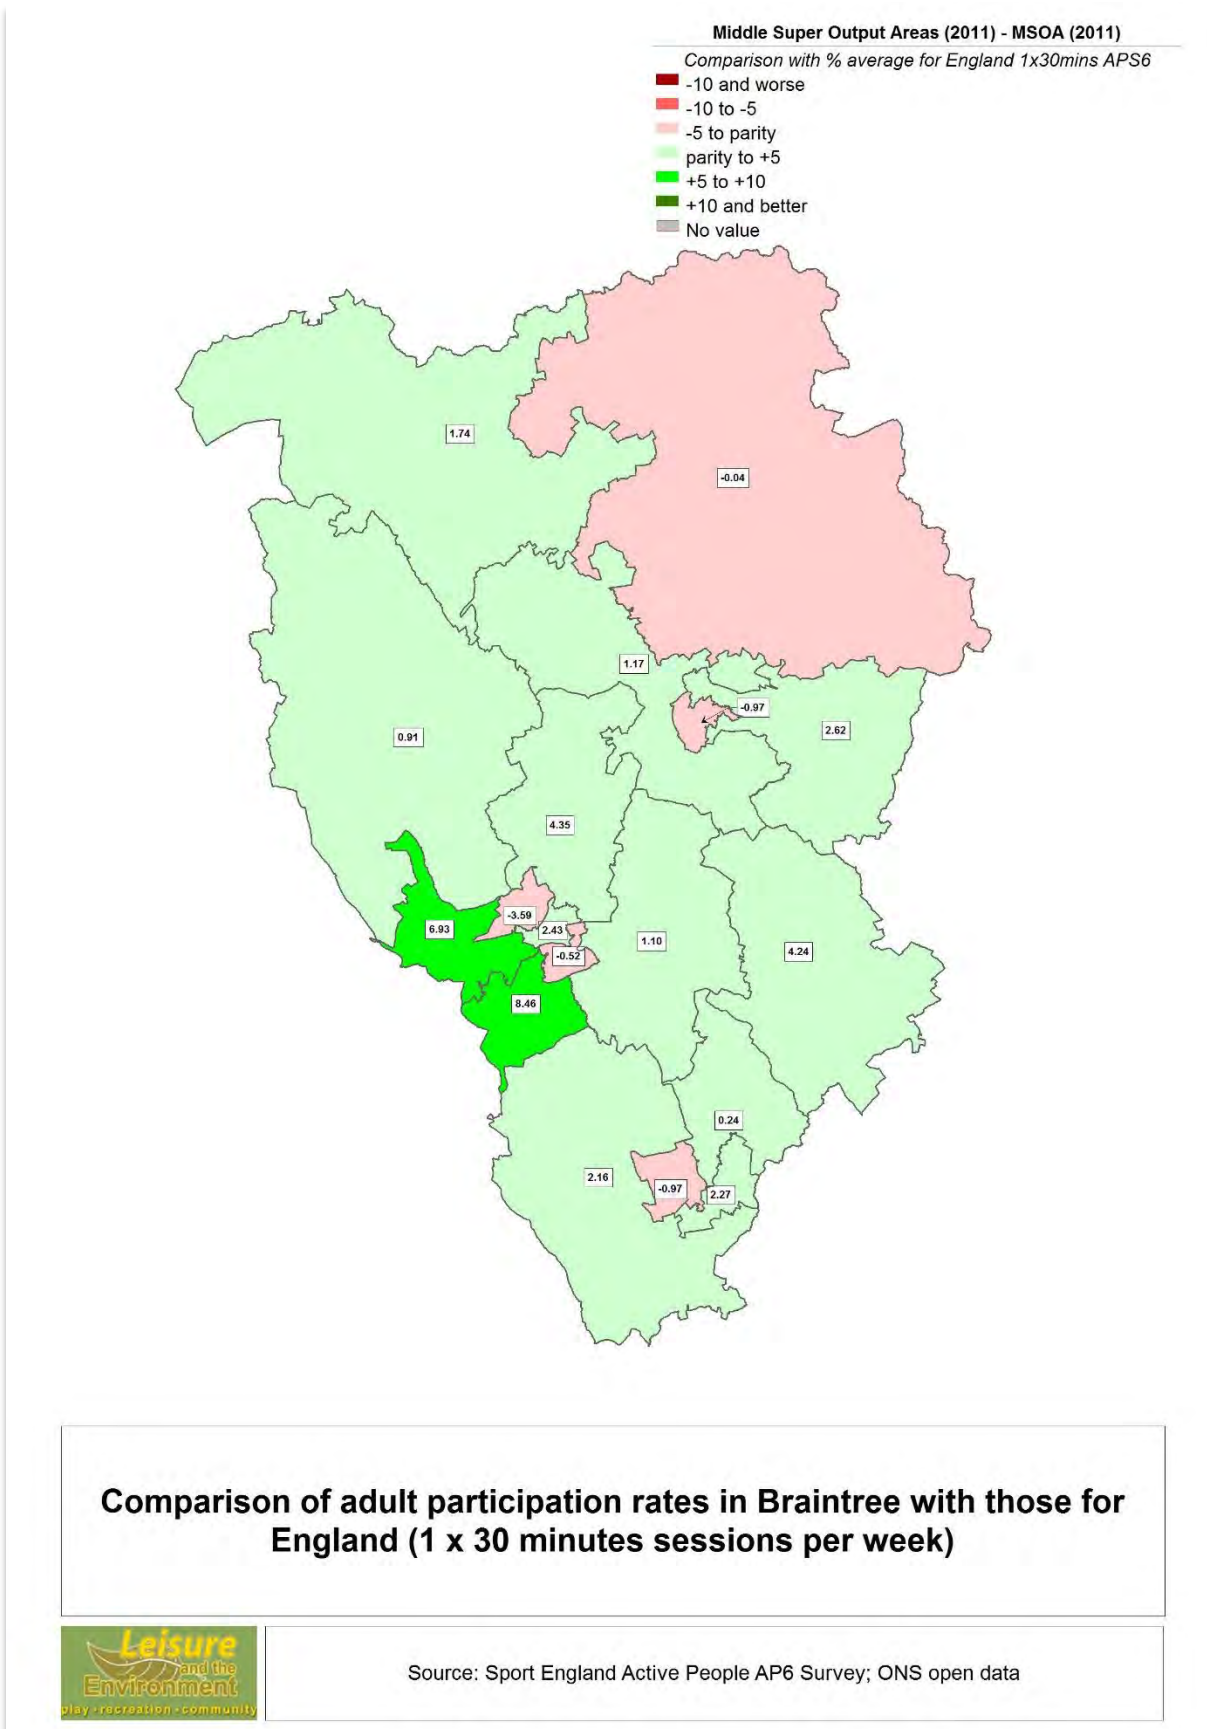 Middle Super Output Areas (2011) - MSOA (2011)
Comparison with % average for England 1x30mins APS6
-10 and worse
-10 to -5
-5 to parity
parity to +5
+5 to +10
+10 and better
No value
1.74
-0.04
1.17
-0.97
2.62
0.91
4.35
-3.59
2.43
6.93
-0.52
1.10
4.24
8.46
0.24
2.16
-0.97
2.27
Comparison of adult participation rates in Braintree with those for
England (1 x 30 minutes sessions per week)
Leisure
and the
Environment
play • recreation • community
Source: Sport England Active People AP6 Survey; ONS open data